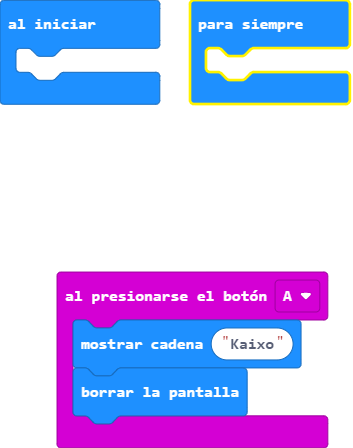 al iniciar
para siempre
al presionarse el botón A
mostrar cadena "Kaixo"
borrar la pantalla